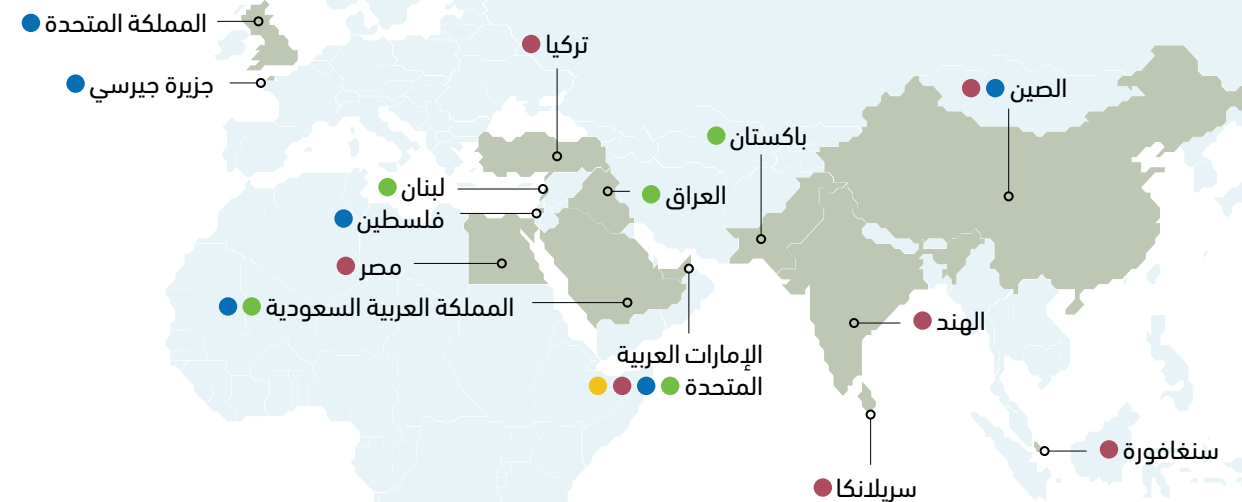 المملكة المتحدة
تركيا
جزيرة جيرسي
الصين
باكستان
لبنان
العراق
فلسطين
مصر
المملكة العربية السعودية
الهند
الإمارات العربية
المتحدة
سنغافورة
سريلانكا